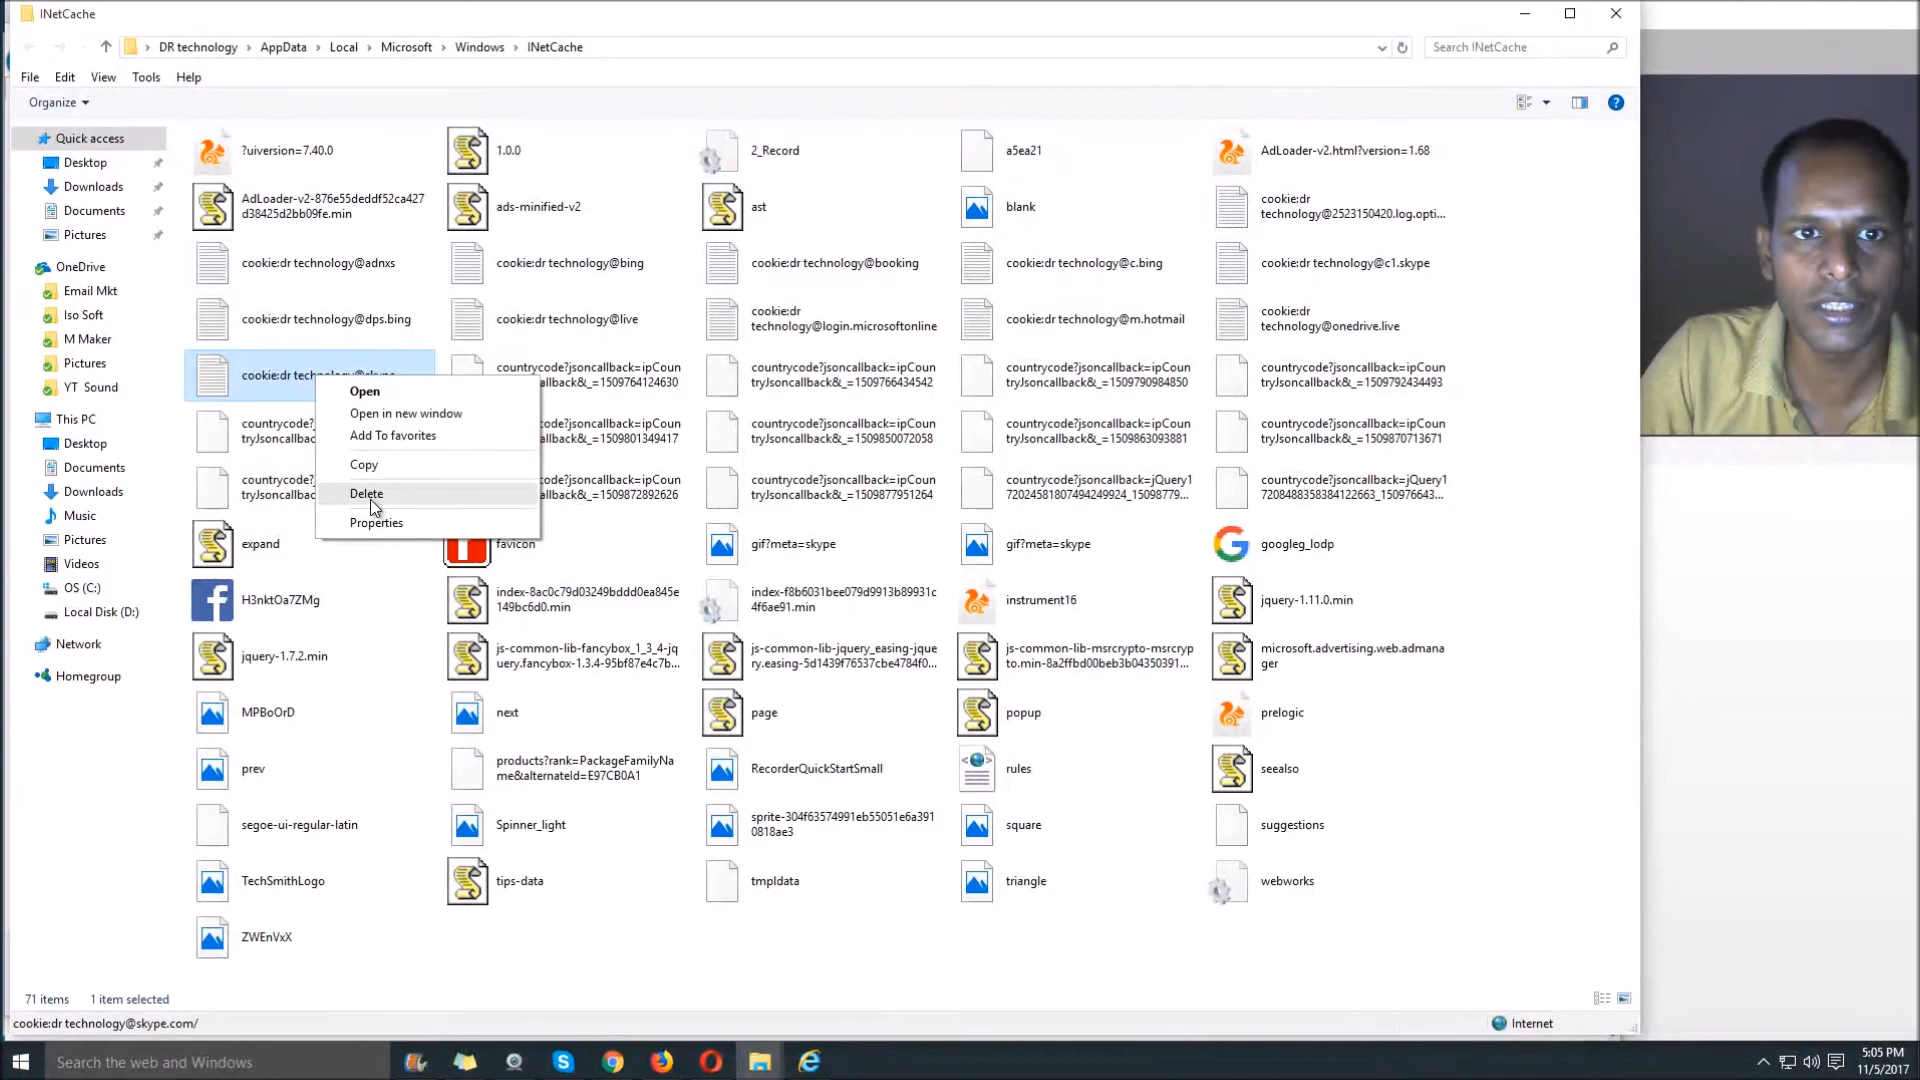 INetCache
DR technology › AppData › Local › Microsoft › Windows › INetCache
Search INetCache
File Edit View Tools Help
Organize
Quick access
Desktop
Downloads
Documents
Pictures
OneDrive
Email Mkt
Iso Soft
M Maker
Pictures
YT Sound
This PC
Desktop
Documents
Downloads
Music
Pictures
Videos
OS (C:)
Local Disk (D:)
Network
Homegroup
?uiversion=7.40.0
1.0.0
2_Record
a5ea21
AdLoader-v2.html?version=1.68
AdLoader-v2-876e55deddf52ca427
d38425d2bb09fe.min
ads-minified-v2
ast
blank
cookie:dr
technology@2523150420.log.opti...
cookie:dr technology@adnxs
cookie:dr technology@bing
cookie:dr technology@booking
cookie:dr technology@c.bing
cookie:dr technology@c1.skype
cookie:dr technology@dps.bing
cookie:dr technology@live
cookie:dr
technology@login.microsoftonline
cookie:dr technology@m.hotmail
cookie:dr
technology@onedrive.live
cookie:dr technology@skype
countrycode?jsoncallback=ipCou
ntryJsoncallback&_=1509764124630
countrycode?jsoncallback=ipCoun
tryJsoncallback&_=1509766434542
countrycode?jsoncallback=ipCoun
tryJsoncallback&_=1509790984850
countrycode?jsoncallback=ipCoun
tryJsoncallback&_=1509792434493
countrycode?j
tryJsoncallbac
code?jsoncallback=ipCoun
callback&_=1509801349417
countrycode?jsoncallback=ipCoun
tryJsoncallback&_=1509850072058
countrycode?jsoncallback=ipCoun
tryJsoncallback&_=1509863093881
countrycode?jsoncallback=ipCoun
tryJsoncallback&_=1509870713671
countrycode?j
tryJsoncallbac
code?jsoncallback=ipCoun
callback&_=1509872892626
countrycode?jsoncallback=ipCoun
tryJsoncallback&_=1509877951264
countrycode?jsoncallback=jQuery1
72024581807494249924_15098779...
countrycode?jsoncallback=jQuery1
7208488358384122663_150976643...
Open
Open in new window
Add To favorites
Copy
Delete
Properties
expand
favicon
gif?meta=skype
gif?meta=skype
googleg_lodp
H3nktOa7ZMg
index-8ac0c79d03249bddd0ea845e
149bc6d0.min
index-f8b6031bee079d9913b89931c
4f6ae91.min
instrument16
jquery-1.11.0.min
jquery-1.7.2.min
js-common-lib-fancybox_1_3_4-jq
uery.fancybox-1.3.4-95bf87e4c7b...
js-common-lib-jquery_easing-jque
ry.easing-5d1439f76537cbe4784f0...
js-common-lib-msrcrypto-msrcryp
to.min-8a2ffbd00beb3b04350391...
microsoft.advertising.web.admana
ger
MPBoOrD
next
page
popup
prelogic
prev
products?rank=PackageFamilyNa
me&alternateId=E97CB0A1
RecorderQuickStartSmall
rules
seealso
segoe-ui-regular-latin
Spinner_light
sprite-304f63574991eb55051e6a391
0818ae3
square
suggestions
TechSmithLogo
tips-data
tmpldata
triangle
webworks
ZWEnVxX
71 items 1 item selected
cookie:dr technology@skype.com/
Internet
Search the web and Windows
5:05 PM
11/5/2017